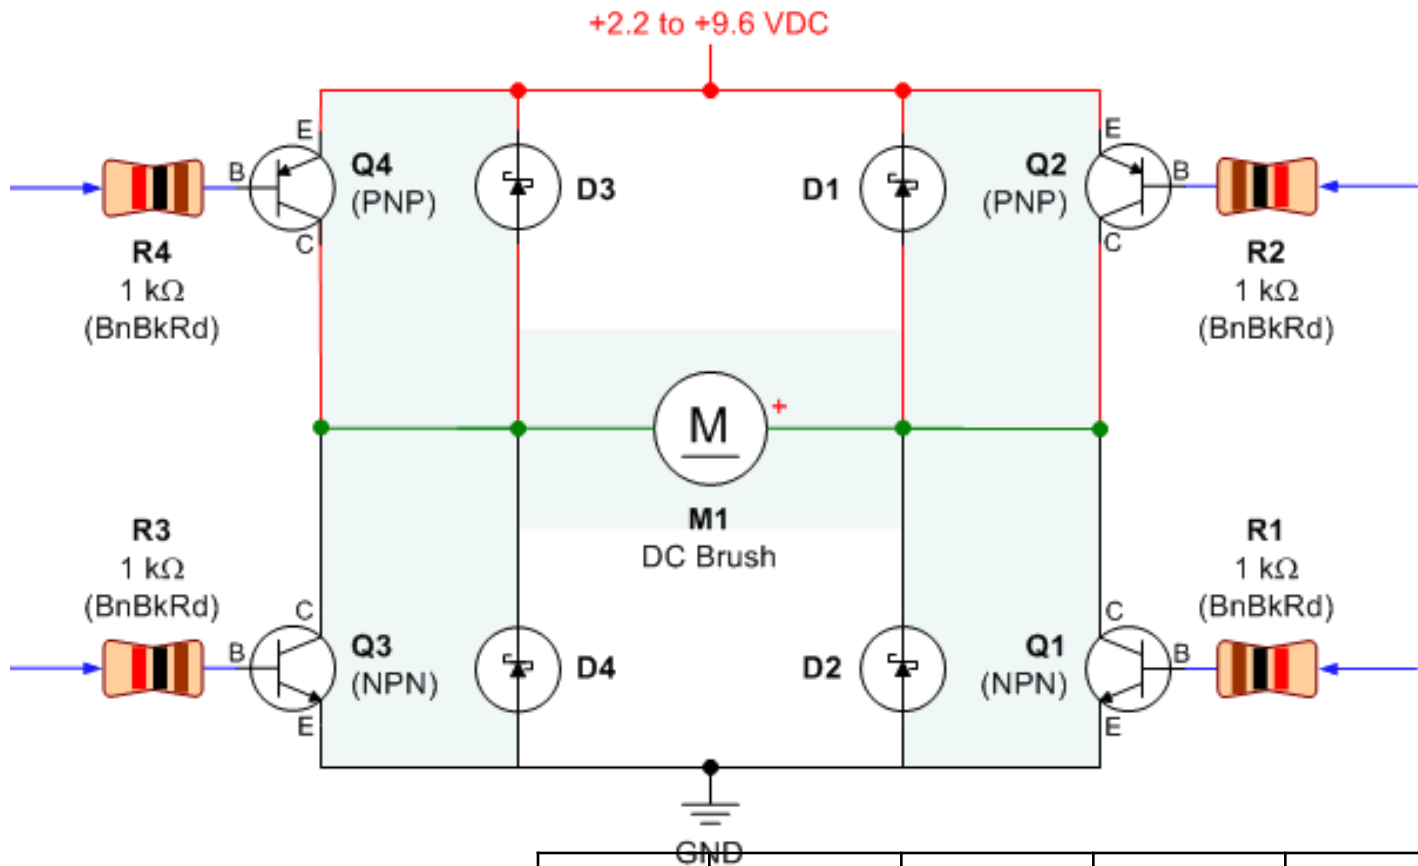 +2.2 to +9.6 VDC
E
B
Q4
(PNP)
C
D3
D1
E
Q2
(PNP)
B
C
R4
1 kΩ
(BnBkRd)
R2
1 kΩ
(BnBkRd)
M
+
M1
DC Brush
R3
1 kΩ
(BnBkRd)
R1
1 kΩ
(BnBkRd)
C
B
Q3
(NPN)
E
D4
D2
C
Q1
(NPN)
B
E
GND